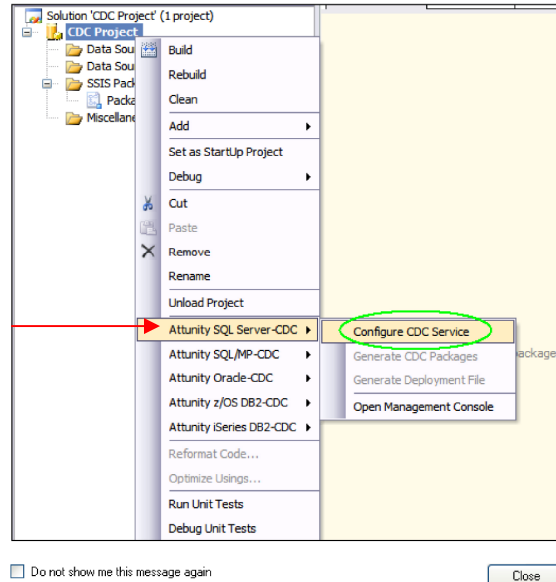 Solution 'CDC Project' (1 project)
CDC Project
Data Sou
Data Sou
SSIS Pack
Packa
Miscellane
Build
Rebuild
Clean
Add
Set as StartUp Project
Debug
Cut
Paste
Remove
Rename
Unload Project
Attunity SQL Server-CDC
Attunity SQL/MP-CDC
Attunity Oracle-CDC
Attunity z/OS DB2-CDC
Attunity iSeries DB2-CDC
Reformat Code...
Optimize Usings...
Run Unit Tests
Debug Unit Tests
Configure CDC Service
Generate CDC Packages
Generate Deployment File
Open Management Console
ackage
Do not show me this message again
Close